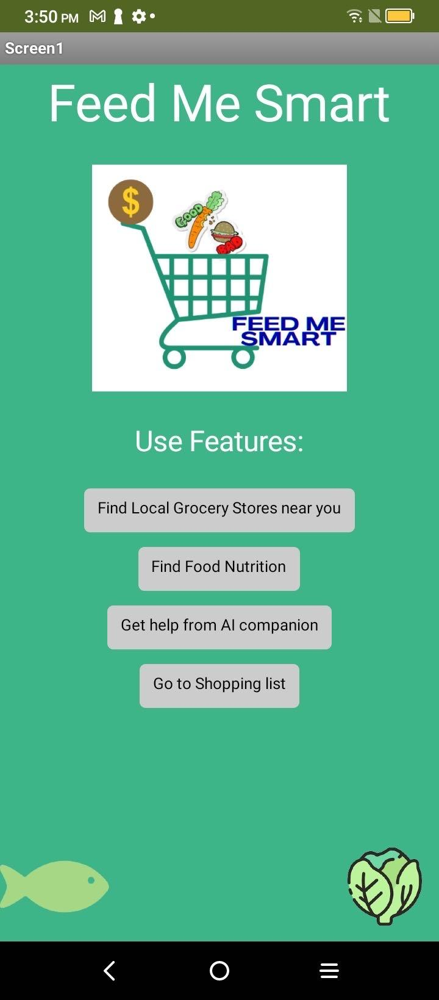 3:50 PM
Screen1
Feed Me Smart
$
GOOD
BAD
FEED ME
SMART
Use Features:
Find Local Grocery Stores near you
Find Food Nutrition
Get help from AI companion
Go to Shopping list